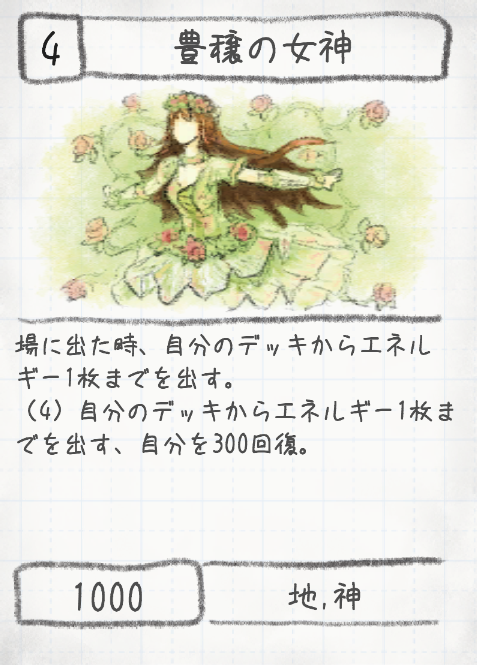 4
豊穣の女神
場に出た時、自分のデッキからエネル
ギー1枚までを出す。
（4）自分のデッキからエネルギー1枚ま
でを出す、自分を300回復。
1000
地,神